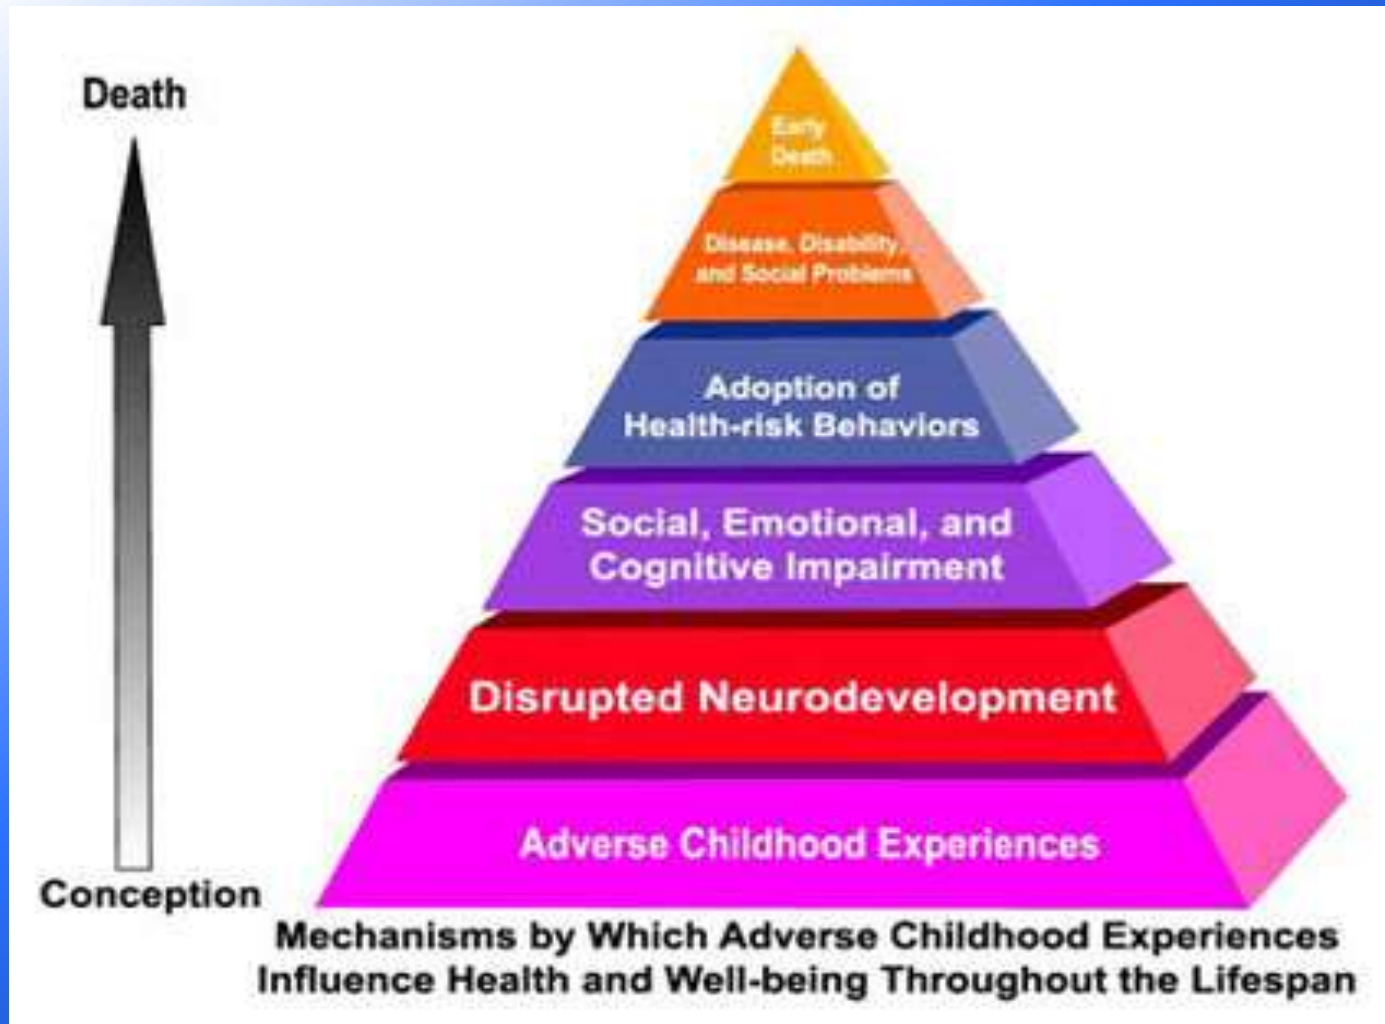 Death
Early
Death
Disease, Disability,
and Social Problems
Adoption of
Health-risk Behaviors
Social, Emotional, and
Cognitive Impairment
Disrupted Neurodevelopment
Adverse Childhood Experiences
Conception
Mechanisms by Which Adverse Childhood Experiences
Influence Health and Well-being Throughout the Lifespan